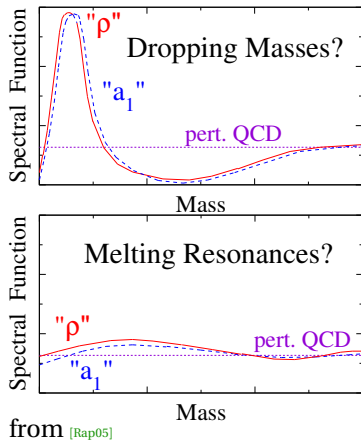 Spectral Function
"ρ"
Dropping Masses?
"a₁"
pert. QCD
Mass
Spectral Function
Melting Resonances?
"ρ"
pert. QCD
"a₁"
Mass
from [Rap05]